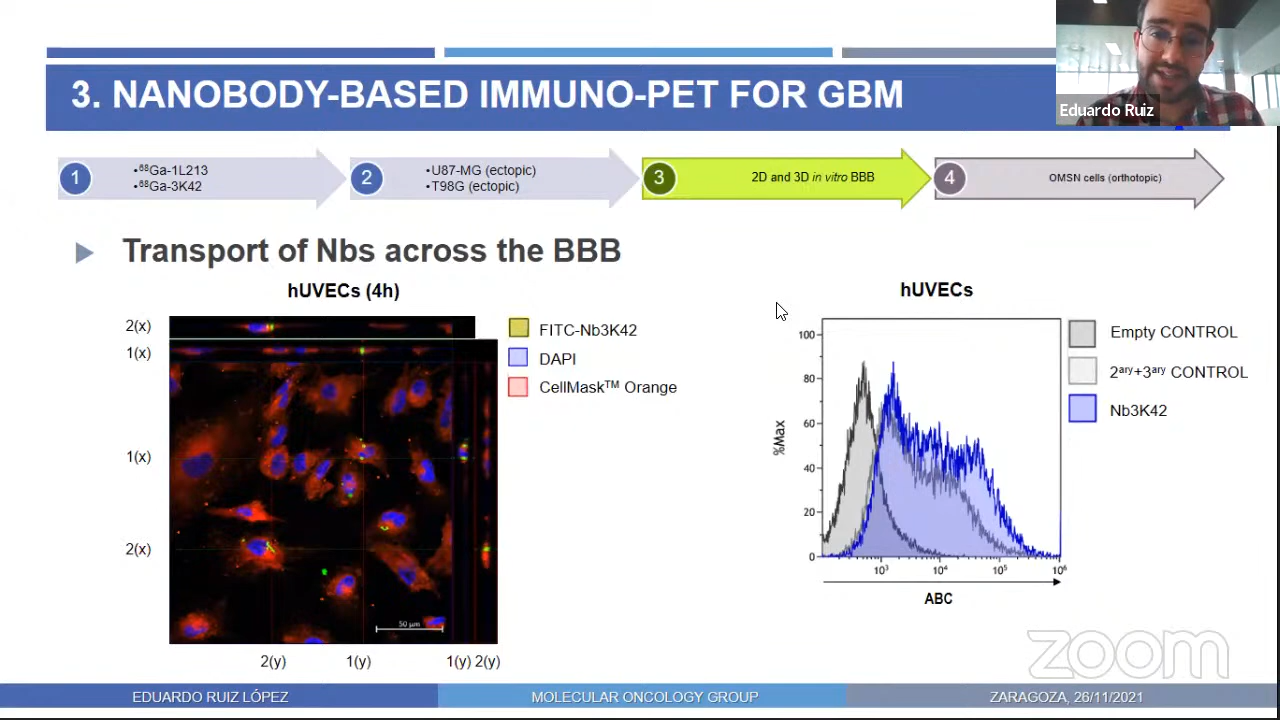 Eduardo Ruiz
3. NANOBODY-BASED IMMUNO-PET FOR GBM
1
•⁶⁸Ga-1L213
•⁶⁸Ga-3K42
2
•U87-MG (ectopic)
•T98G (ectopic)
3
2D and 3D in vitro BBB
4
OMSN cells (orthotopic)
Transport of Nbs across the BBB
hUVECs (4h)
2(x)
1(x)
1(x)
2(x)
50 µm
2(y) 1(y) 1(y) 2(y)
FITC-Nb3K42
DAPI
CellMask™ Orange
hUVECs
%Max
100
80
60
40
20
0
10³ 10⁴ 10⁵ 10⁶
ABC
Empty CONTROL
2ᵃʳʸ+3ᵃʳʸ CONTROL
Nb3K42
zoom
EDUARDO RUIZ LÓPEZ
MOLECULAR ONCOLOGY GROUP
ZARAGOZA, 26/11/2021